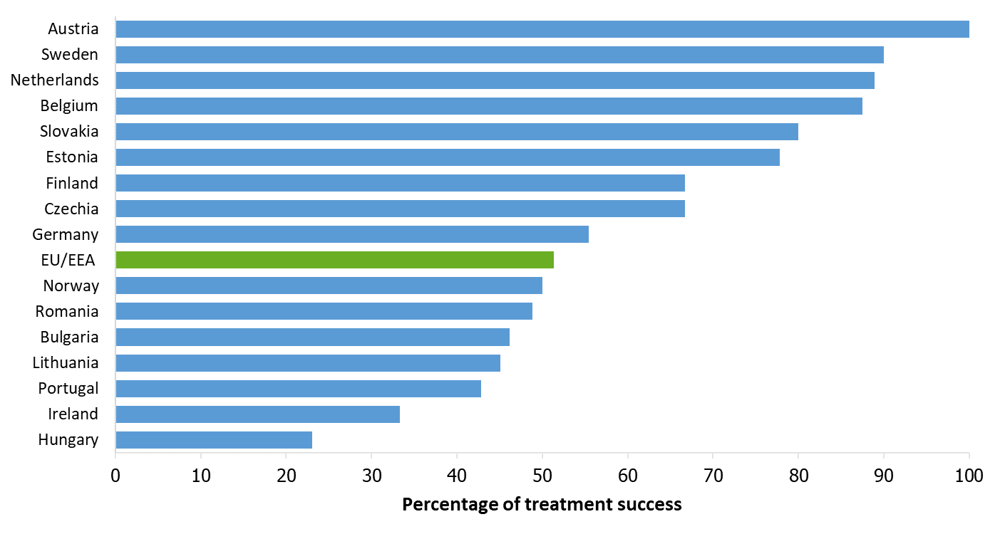 Austria
Sweden
Netherlands
Belgium
Slovakia
Estonia
Finland
Czechia
Germany
EU/EEA
Norway
Romania
Bulgaria
Lithuania
Portugal
Ireland
Hungary
0 10 20 30 40 50 60 70 80 90 100
Percentage of treatment success